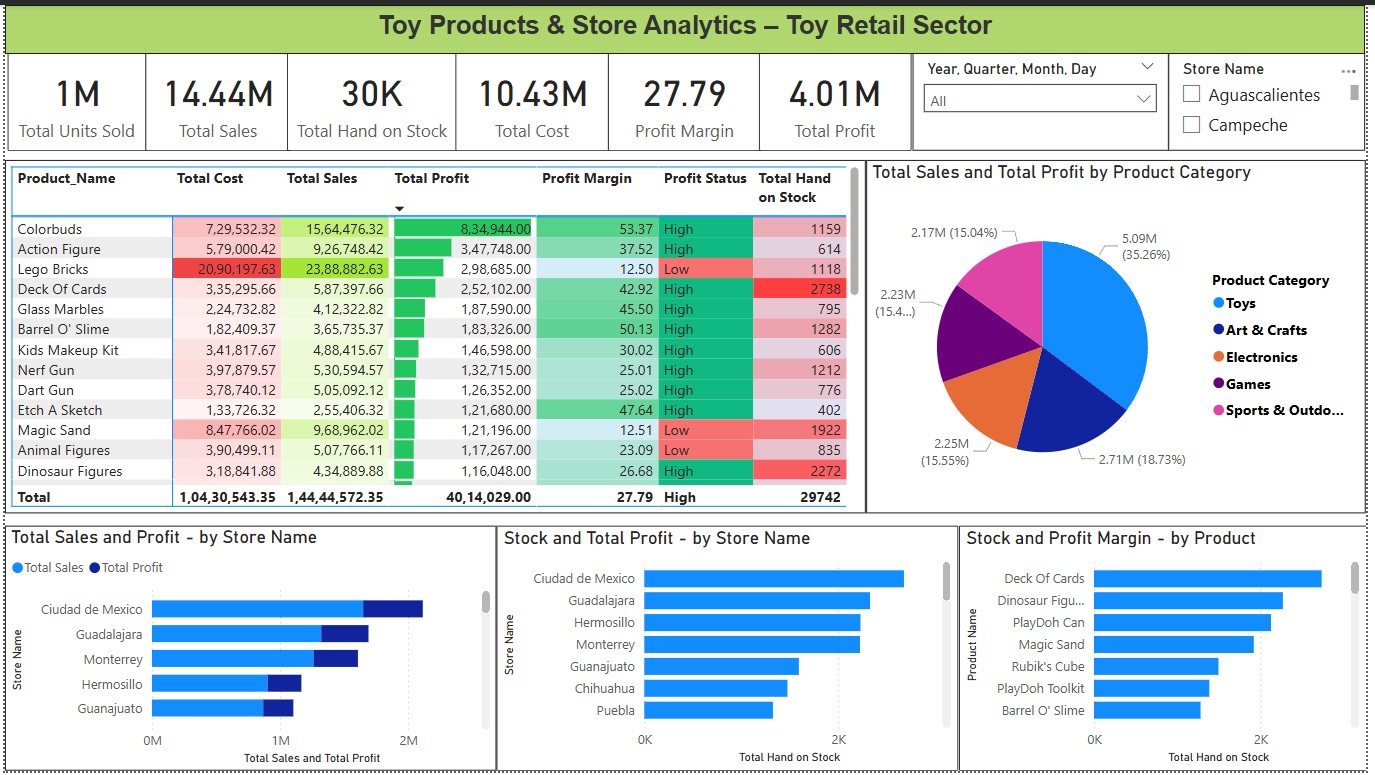 Toy Products & Store Analytics – Toy Retail Sector
1M
Total Units Sold
14.44M
Total Sales
30K
Total Hand on Stock
10.43M
Total Cost
27.79
Profit Margin
4.01M
Total Profit
Year, Quarter, Month, Day
All
Store Name
Aguascalientes
Campeche
Product_Name Total Cost Total Sales Total Profit Profit Margin Profit Status Total Hand
on Stock
Colorbuds 7,29,532.32 15,64,476.32 8,34,944.00 53.37 High 1159
Action Figure 5,79,000.42 9,26,748.42 3,47,748.00 37.52 High 614
Lego Bricks 20,90,197.63 23,88,882.63 2,98,685.00 12.50 Low 1118
Deck Of Cards 3,35,295.66 5,87,397.66 2,52,102.00 42.92 High 2738
Glass Marbles 2,24,732.82 4,12,322.82 1,87,590.00 45.50 High 795
Barrel O' Slime 1,82,409.37 3,65,735.37 1,83,326.00 50.13 High 1282
Kids Makeup Kit 3,41,817.67 4,88,415.67 1,46,598.00 30.02 High 606
Nerf Gun 3,97,879.57 5,30,594.57 1,32,715.00 25.01 High 1212
Dart Gun 3,78,740.12 5,05,092.12 1,26,352.00 25.02 High 776
Etch A Sketch 1,33,726.32 2,55,406.32 1,21,680.00 47.64 High 402
Magic Sand 8,47,766.02 9,68,962.02 1,21,196.00 12.51 Low 1922
Animal Figures 3,90,499.11 5,07,766.11 1,17,267.00 23.09 Low 835
Dinosaur Figures 3,18,841.88 4,34,889.88 1,16,048.00 26.68 High 2272
Total 1,04,30,543.35 1,44,44,572.35 40,14,029.00 27.79 High 29742
Total Sales and Total Profit by Product Category
2.17M (15.04%)
5.09M
(35.26%)
2.23M
(15.4...)
2.25M
(15.55%)
2.71M (18.73%)
Product Category
Toys
Art & Crafts
Electronics
Games
Sports & Outdo...
Total Sales and Profit - by Store Name
Total Sales Total Profit
Store Name
Ciudad de Mexico
Guadalajara
Monterrey
Hermosillo
Guanajuato
0M 1M 2M
Total Sales and Total Profit
Stock and Total Profit - by Store Name
Store Name
Ciudad de Mexico
Guadalajara
Hermosillo
Monterrey
Guanajuato
Chihuahua
Puebla
0K 2K
Total Hand on Stock
Stock and Profit Margin - by Product
Product Name
Deck Of Cards
Dinosaur Figu...
PlayDoh Can
Magic Sand
Rubik's Cube
PlayDoh Toolkit
Barrel O' Slime
0K 2K
Total Hand on Stock